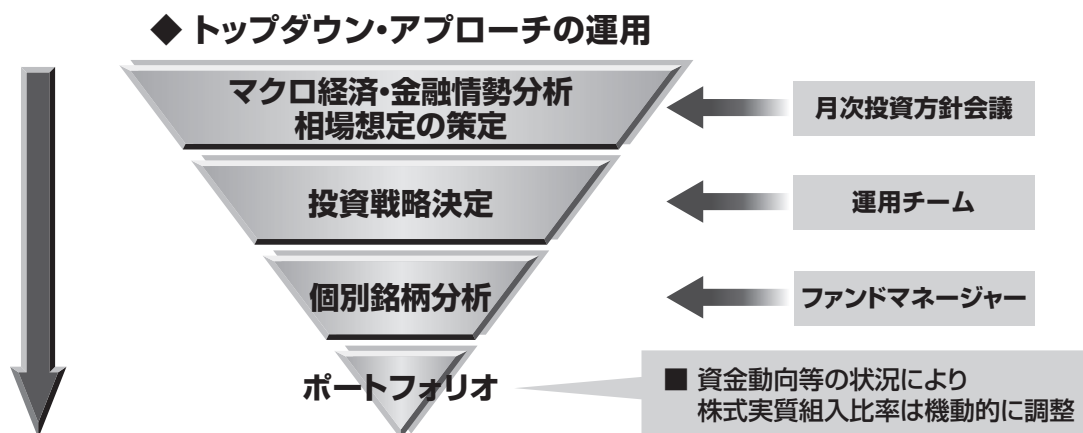 ◆ トップダウン・アプローチの運用
マクロ経済・金融情勢分析
相場想定の策定
月次投資方針会議
投資戦略決定
運用チーム
個別銘柄分析
ファンドマネージャー
ポートフォリオ
■ 資金動向等の状況により
株式実質組入比率は機動的に調整